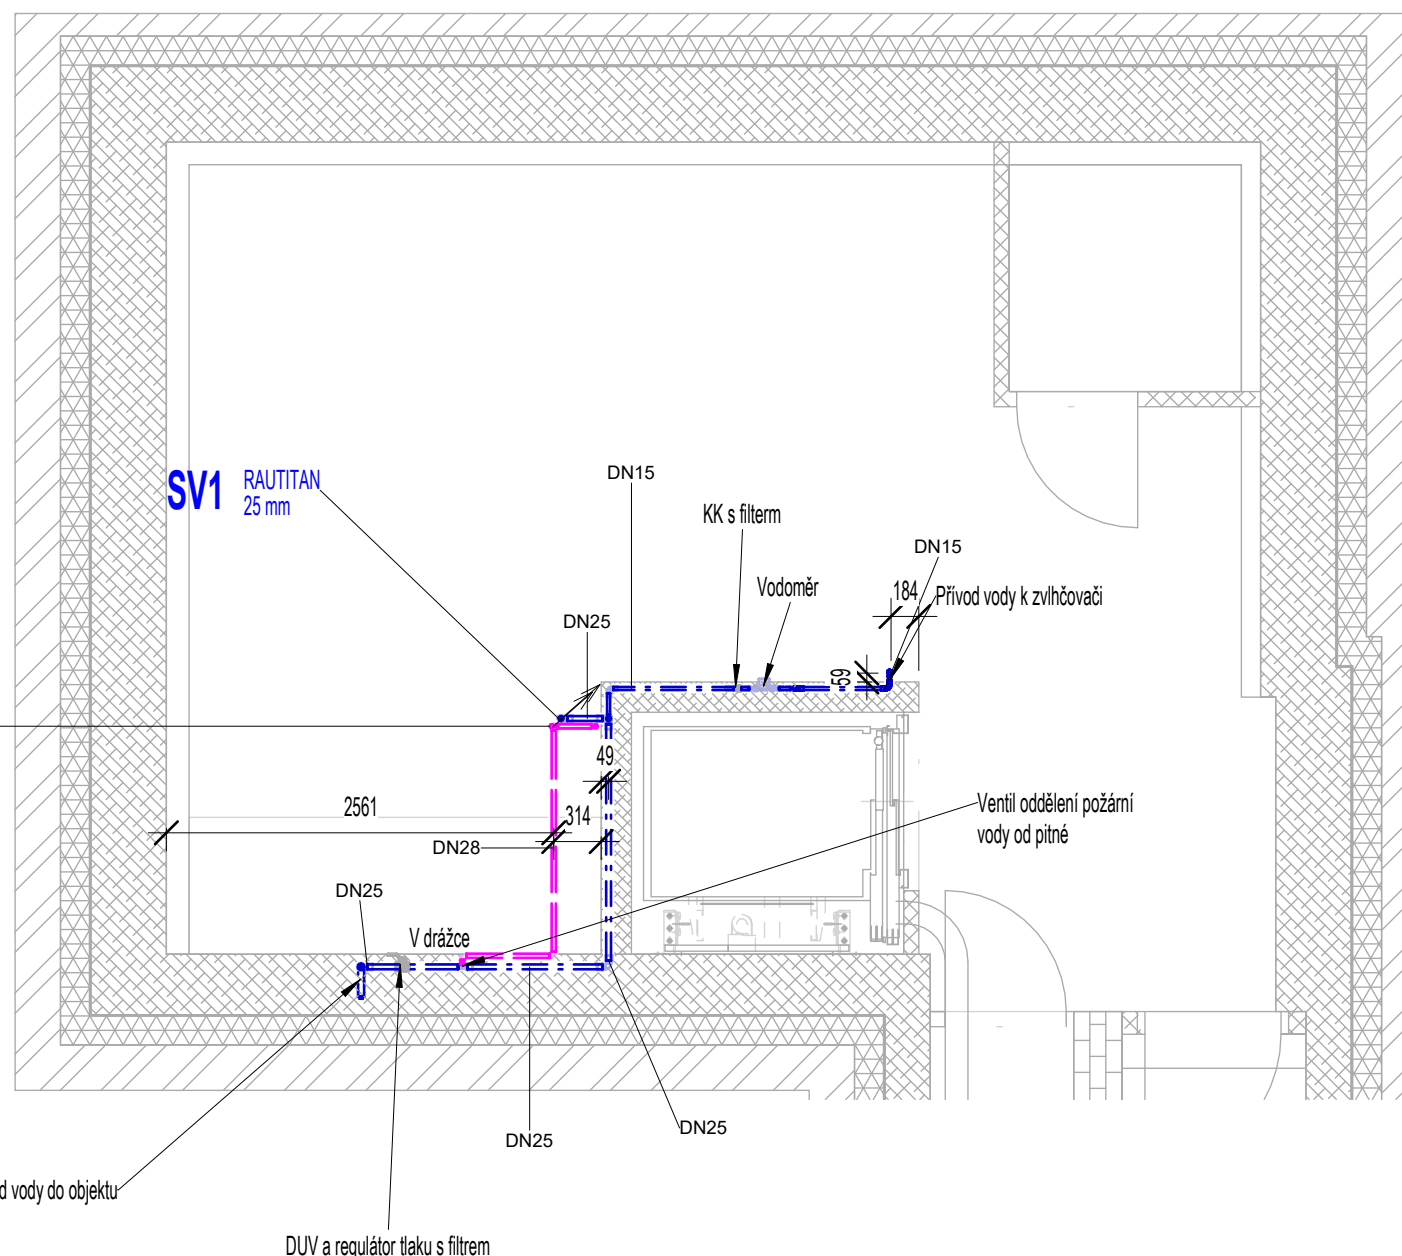 SV1
RAUTITAN
25 mm
DN15
KK s filterm
DN15
Vodoměr
184
Přívod vody k zvlhčovači
DN25
59
49
2561
314
Ventil oddělení požární
vody od pitné
DN28
DN25
V drážce
DN25
DN25
d vody do objektu
DUV a regulátor tlaku s filtrem